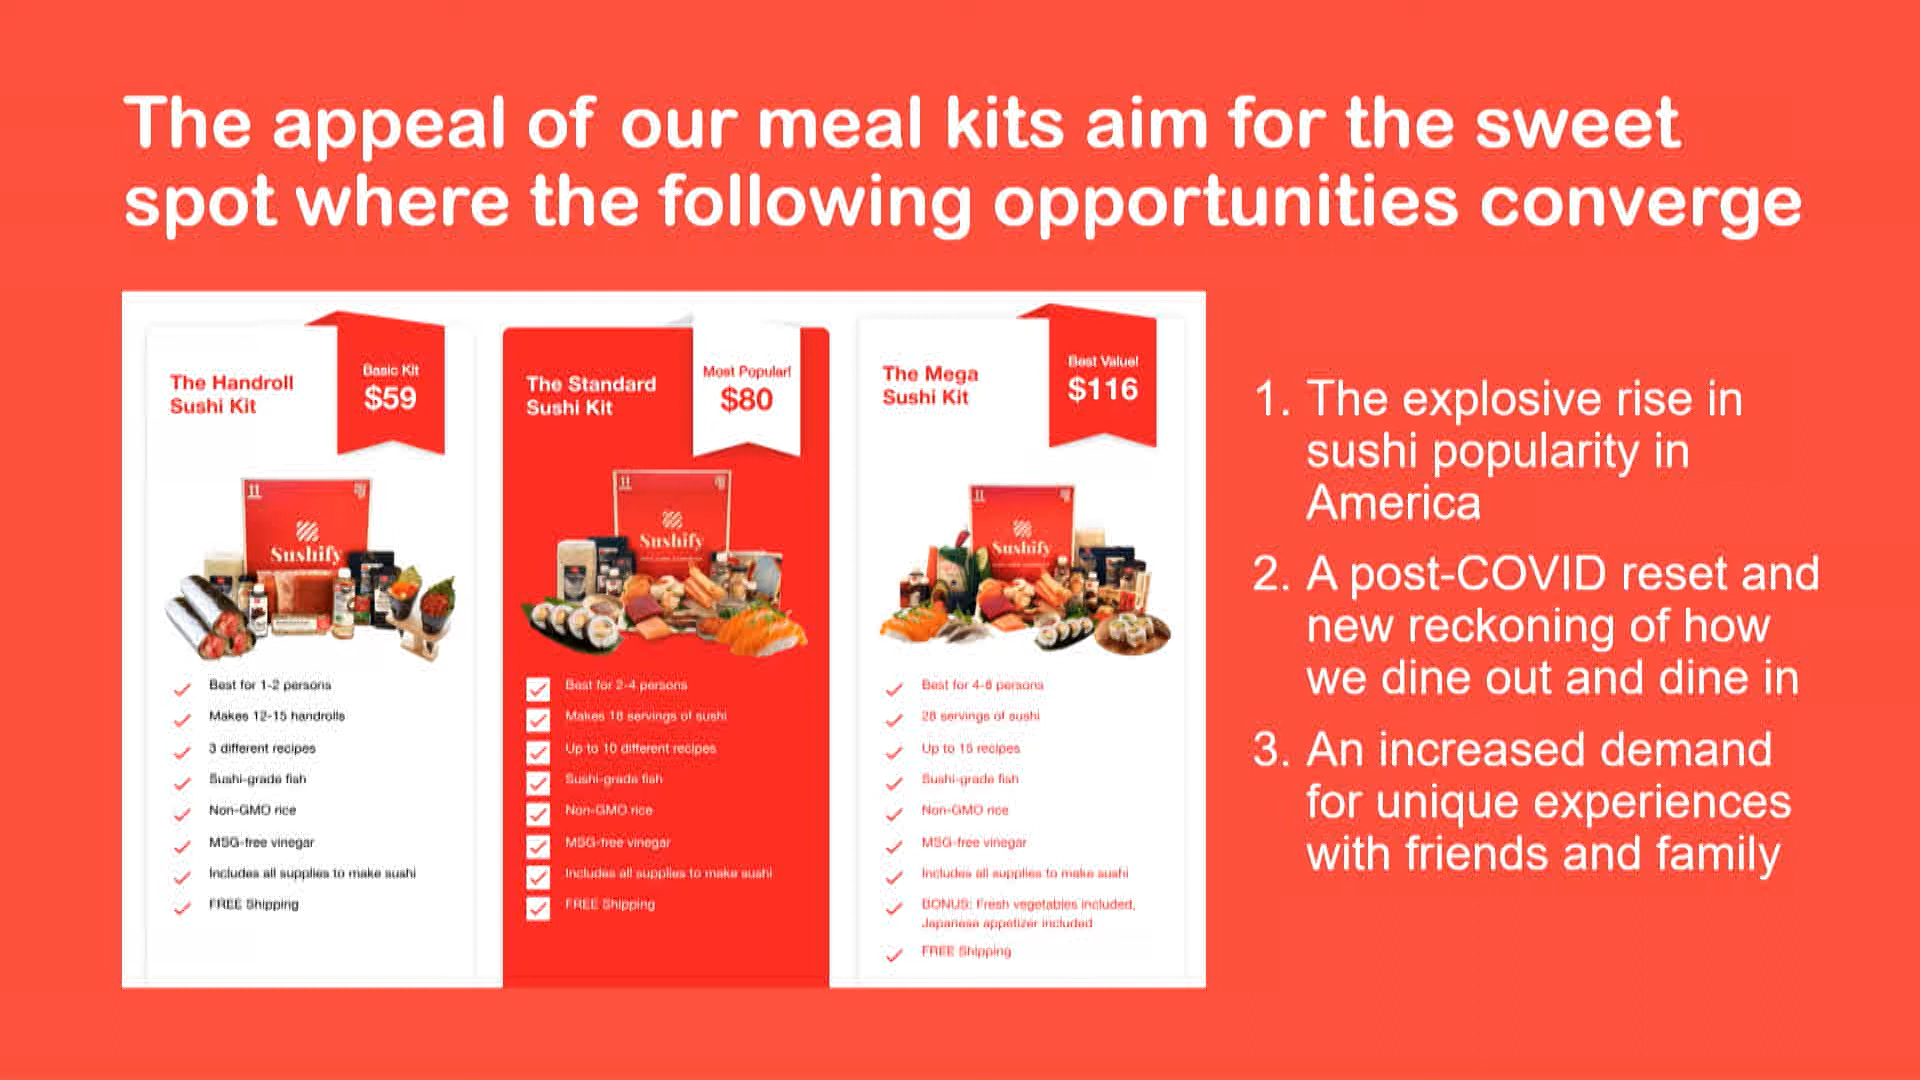 The appeal of our meal kits aim for the sweet
spot where the following opportunities converge
The Handroll
Sushi Kit
Basic Kit
$59
Sushify
Best for 1-2 persons
Makes 12-15 handrolls
3 different recipes
Sushi-grade fish
Non-GMO rice
MSG-free vinegar
Includes all supplies to make sushi
FREE Shipping
The Standard
Sushi Kit
Most Popular!
$80
Sushify
Best for 2-4 persons
Makes 18 servings of sushi
Up to 10 different recipes
Sushi-grade fish
Non-GMO rice
MSG-free vinegar
Includes all supplies to make sushi
FREE Shipping
The Mega
Sushi Kit
Best Value!
$116
Sushify
Best for 4-6 persons
28 servings of sushi
Up to 15 recipes
Sushi-grade fish
Non-GMO rice
MSG-free vinegar
Includes all supplies to make sushi
BONUS: Fresh vegetables included,
Japanese appetizer included
FREE Shipping
1. The explosive rise in
sushi popularity in
America
2. A post-COVID reset and
new reckoning of how
we dine out and dine in
3. An increased demand
for unique experiences
with friends and family